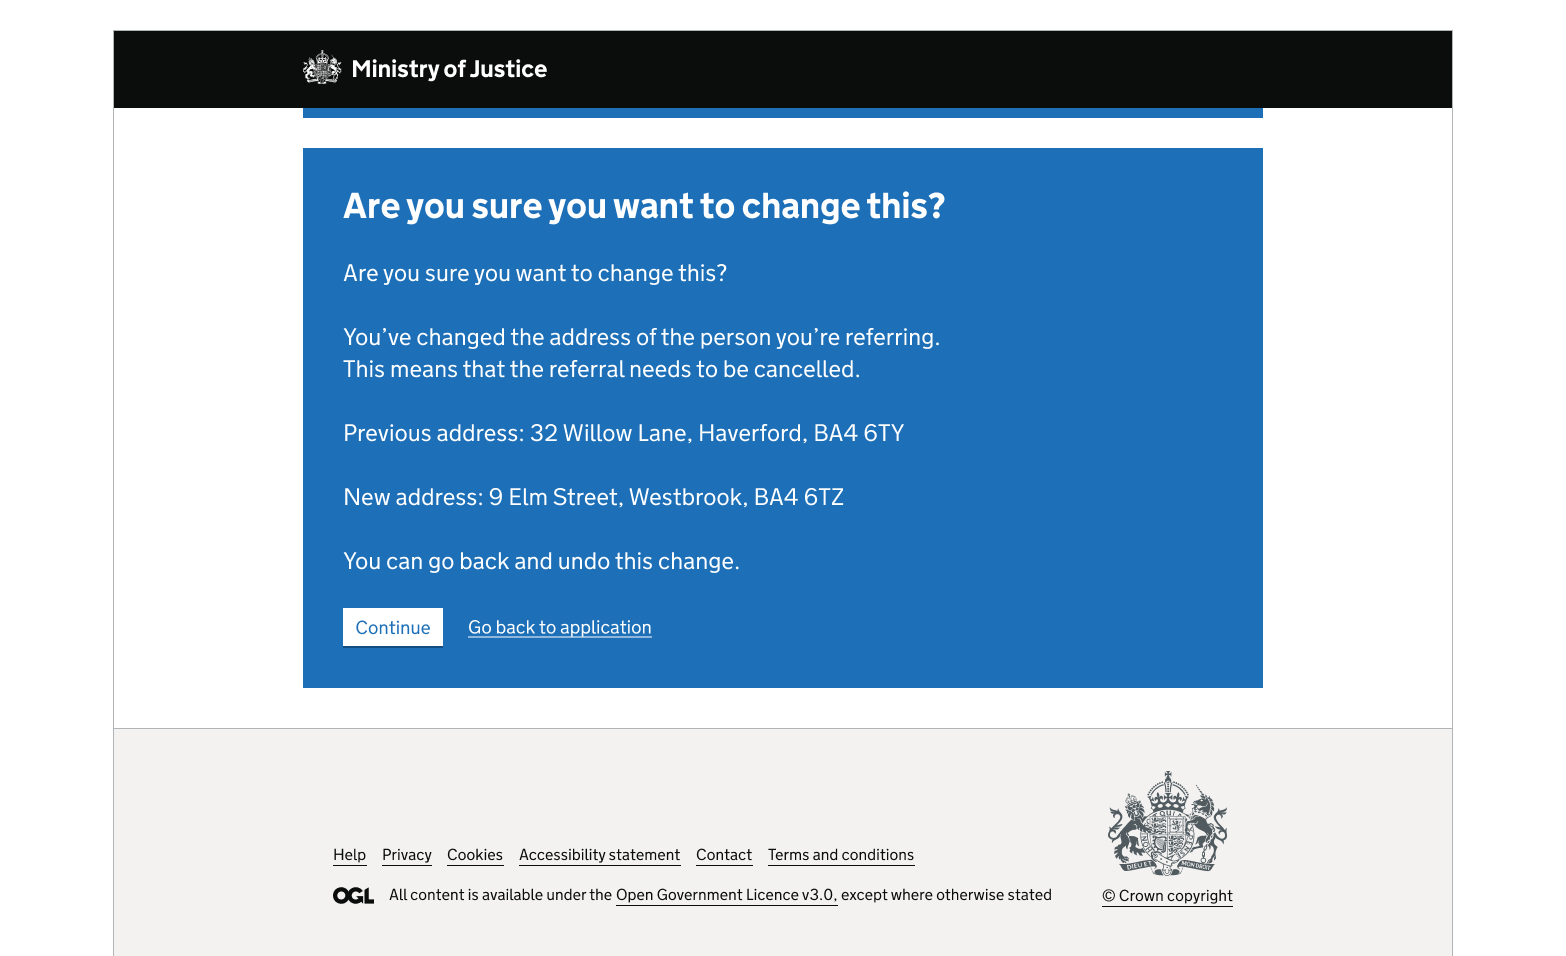 Ministry of Justice
Are you sure you want to change this?
Are you sure you want to change this?
You’ve changed the address of the person you’re referring.
This means that the referral needs to be cancelled.
Previous address: 32 Willow Lane, Haverford, BA4 6TY
New address: 9 Elm Street, Westbrook, BA4 6TZ
You can go back and undo this change.
Continue Go back to application
Help Privacy Cookies Accessibility statement Contact Terms and conditions
OGL All content is available under the Open Government Licence v3.0, except where otherwise stated
© Crown copyright